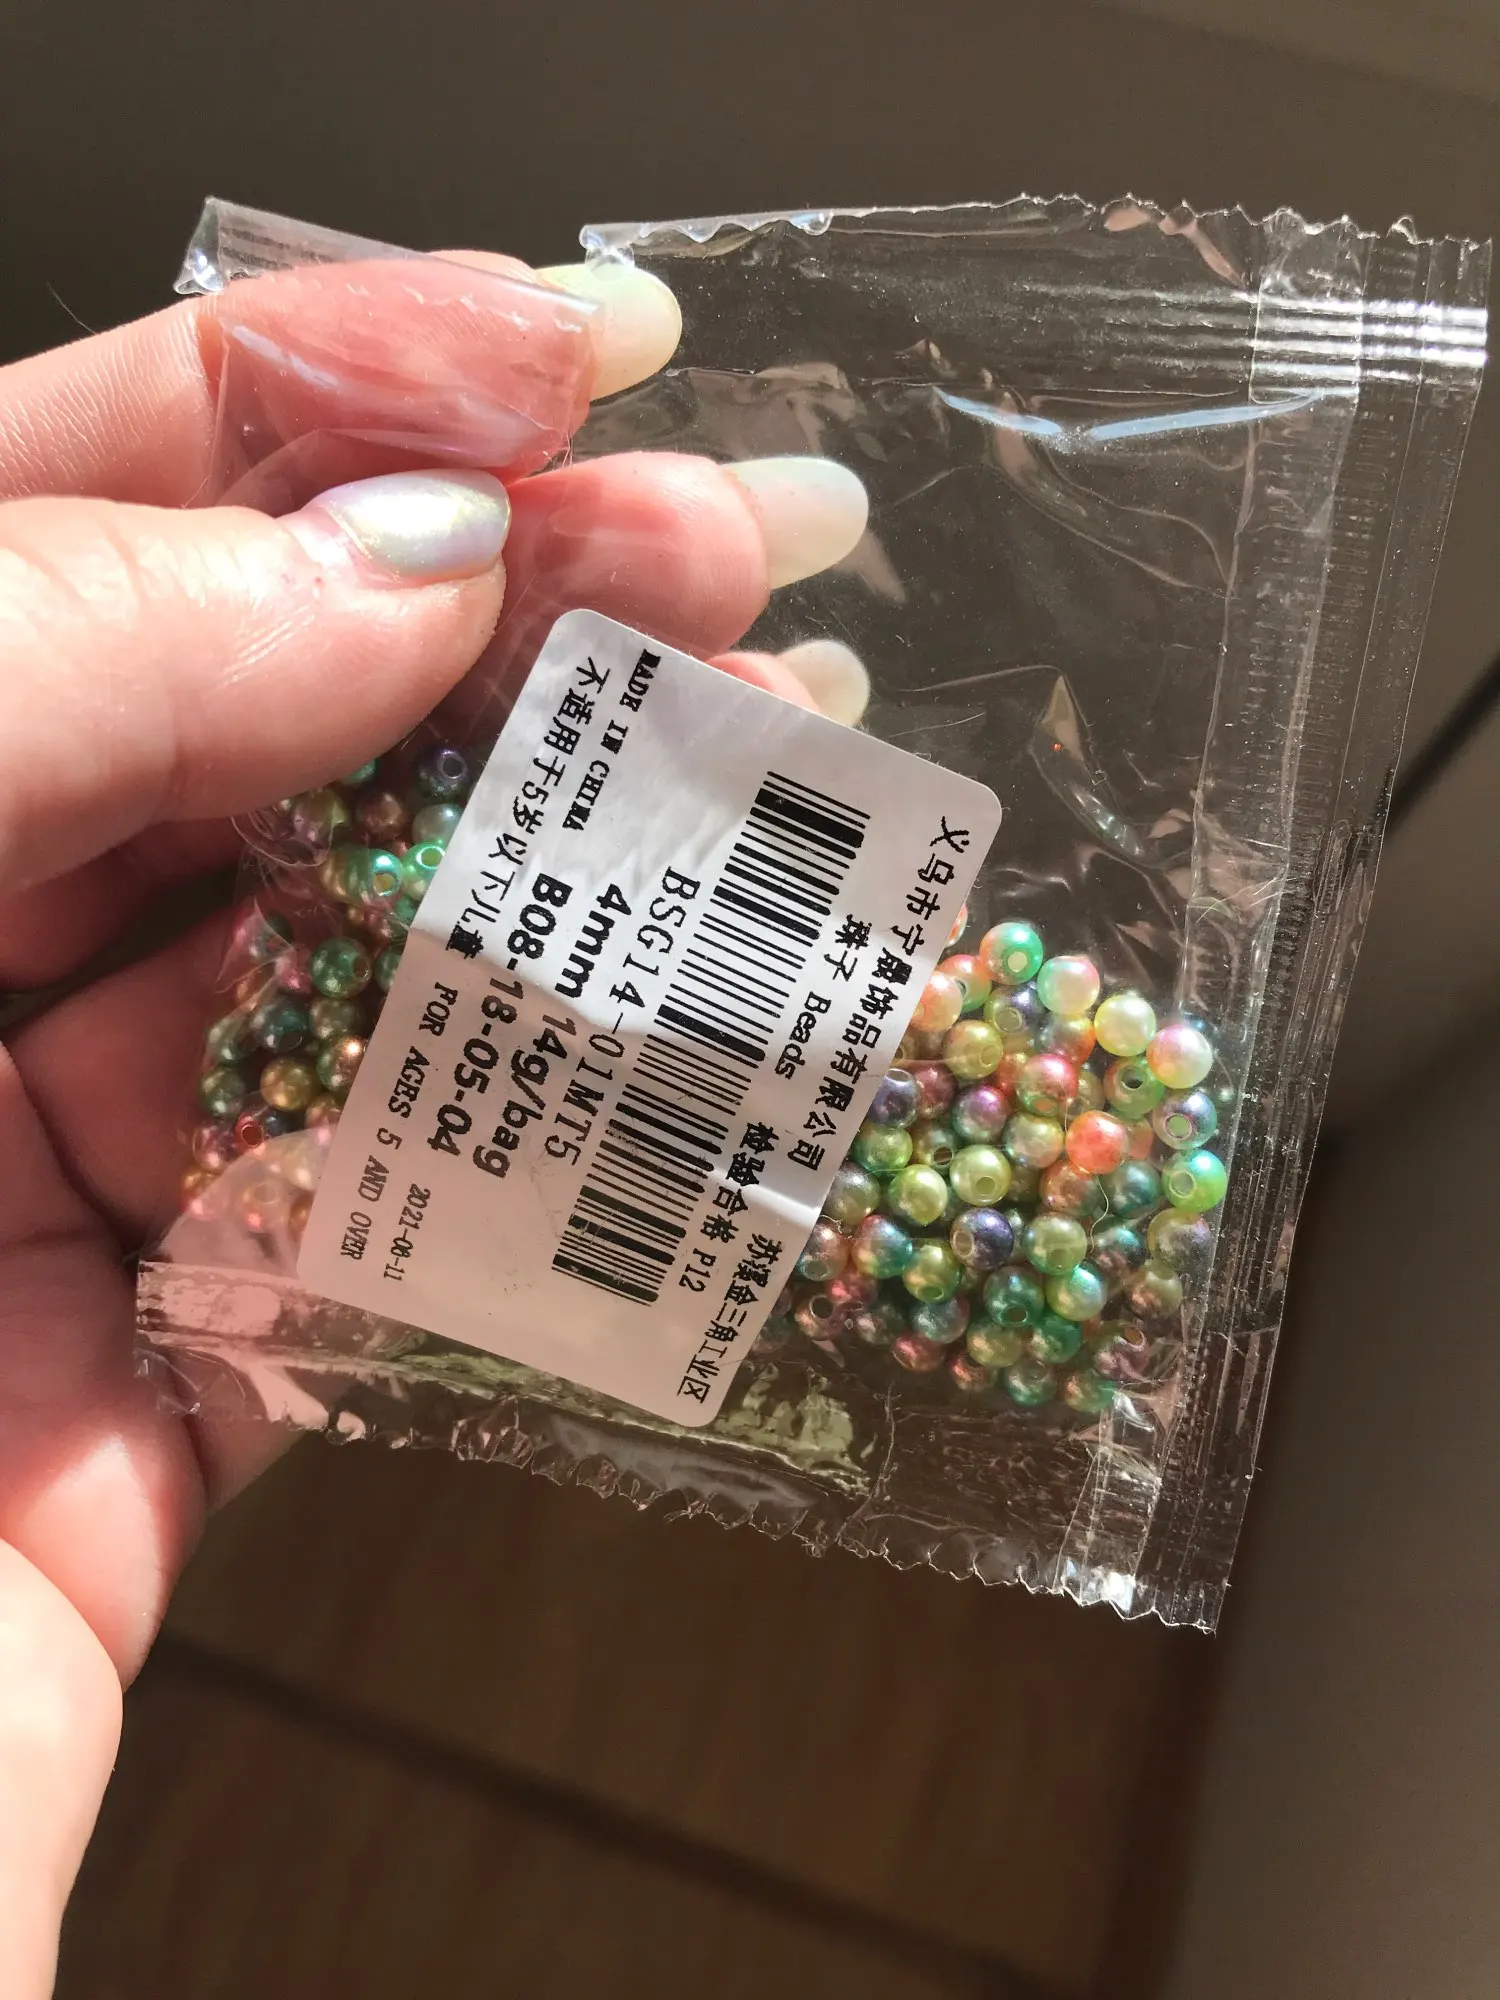 义乌市宁晟饰品有限公司 苏溪金三角工业区
珠子 Beads 检验合格 P12
BSG14-01MT5
4mm 14g/bag
B08-18-05-04
MADE IN CHINA 2021-08-11
不适用于5岁以下儿童 FOR AGES 5 AND OVER